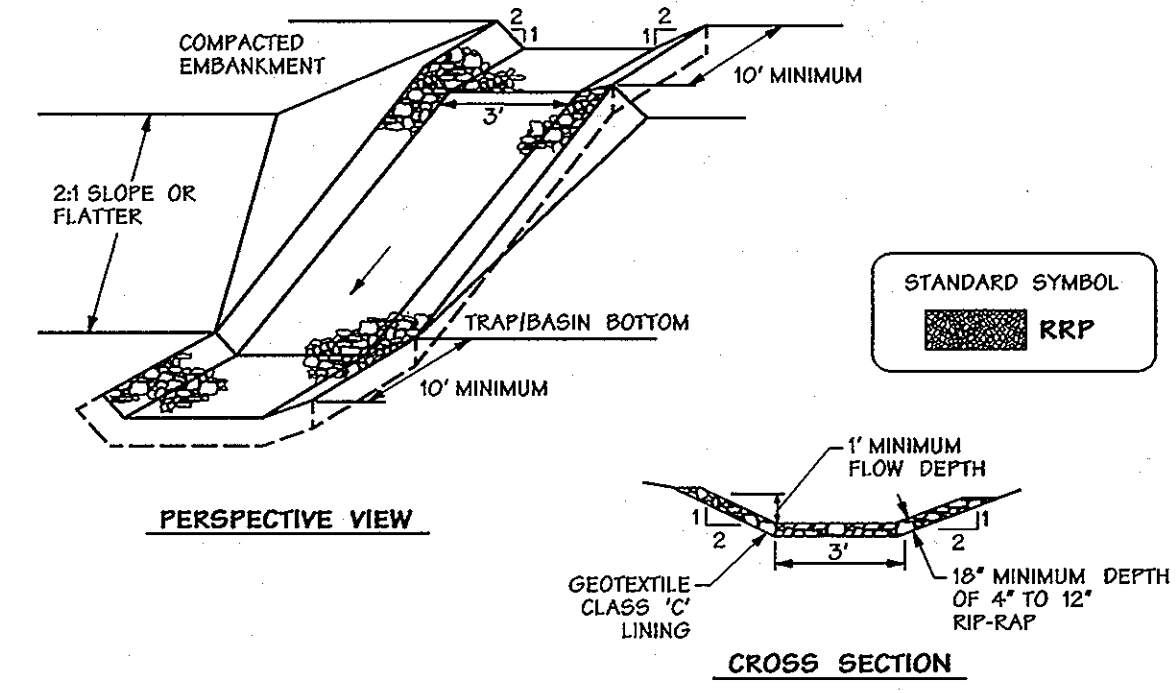 2
1
2
1
COMPACTED
EMBANKMENT
10' MINIMUM
3'
2:1 SLOPE OR
FLATTER
STANDARD SYMBOL
RRP
TRAP/BASIN BOTTOM
10' MINIMUM
PERSPECTIVE VIEW
1' MINIMUM
FLOW DEPTH
1
2
3'
1
2
GEOTEXTILE
CLASS 'C'
LINING
18" MINIMUM DEPTH
OF 4" TO 12"
RIP-RAP
CROSS SECTION